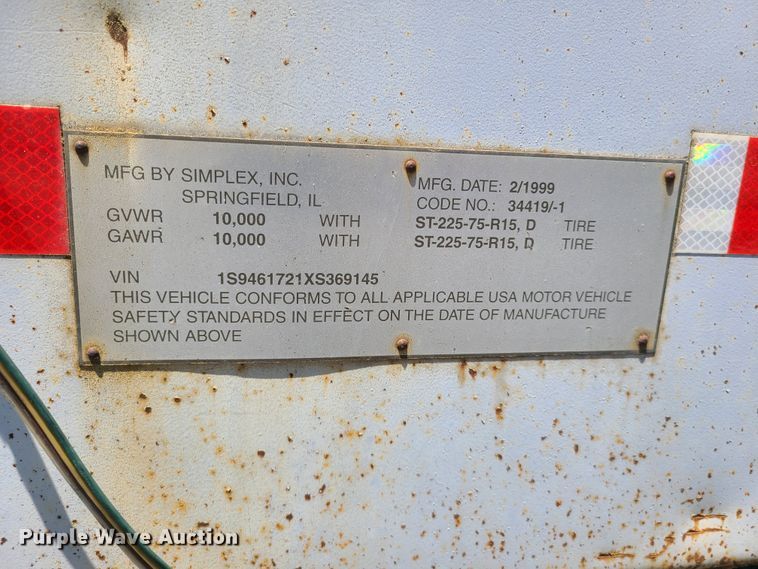 MFG BY SIMPLEX, INC.
SPRINGFIELD, IL
MFG. DATE: 2/1999
CODE NO.: 34419/-1
GVWR 10,000 WITH ST-225-75-R15, D TIRE
GAWR 10,000 WITH ST-225-75-R15, D TIRE
VIN 1S9461721XS369145
THIS VEHICLE CONFORMS TO ALL APPLICABLE USA MOTOR VEHICLE
SAFETY STANDARDS IN EFFECT ON THE DATE OF MANUFACTURE
SHOWN ABOVE
Purple Wave Auction